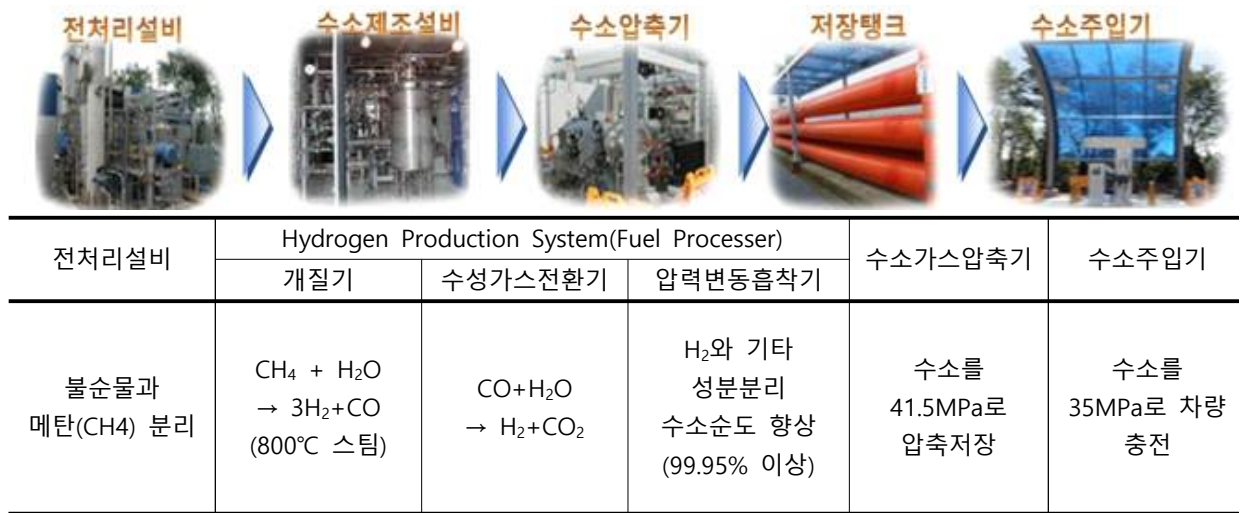 전처리설비
수소제조설비
수소압축기
저장탱크
수소주입기
전처리설비
Hydrogen Production System(Fuel Processer)
수소가스압축기
수소주입기
개질기
수성가스전환기
압력변동흡착기
불순물과
메탄(CH4) 분리
CH₄ + H₂O
→ 3H₂+CO
(800℃ 스팀)
CO+H₂O
→ H₂+CO₂
H₂와 기타
성분분리
수소순도 향상
(99.95% 이상)
수소를
41.5MPa로
압축저장
수소를
35MPa로 차량
충전